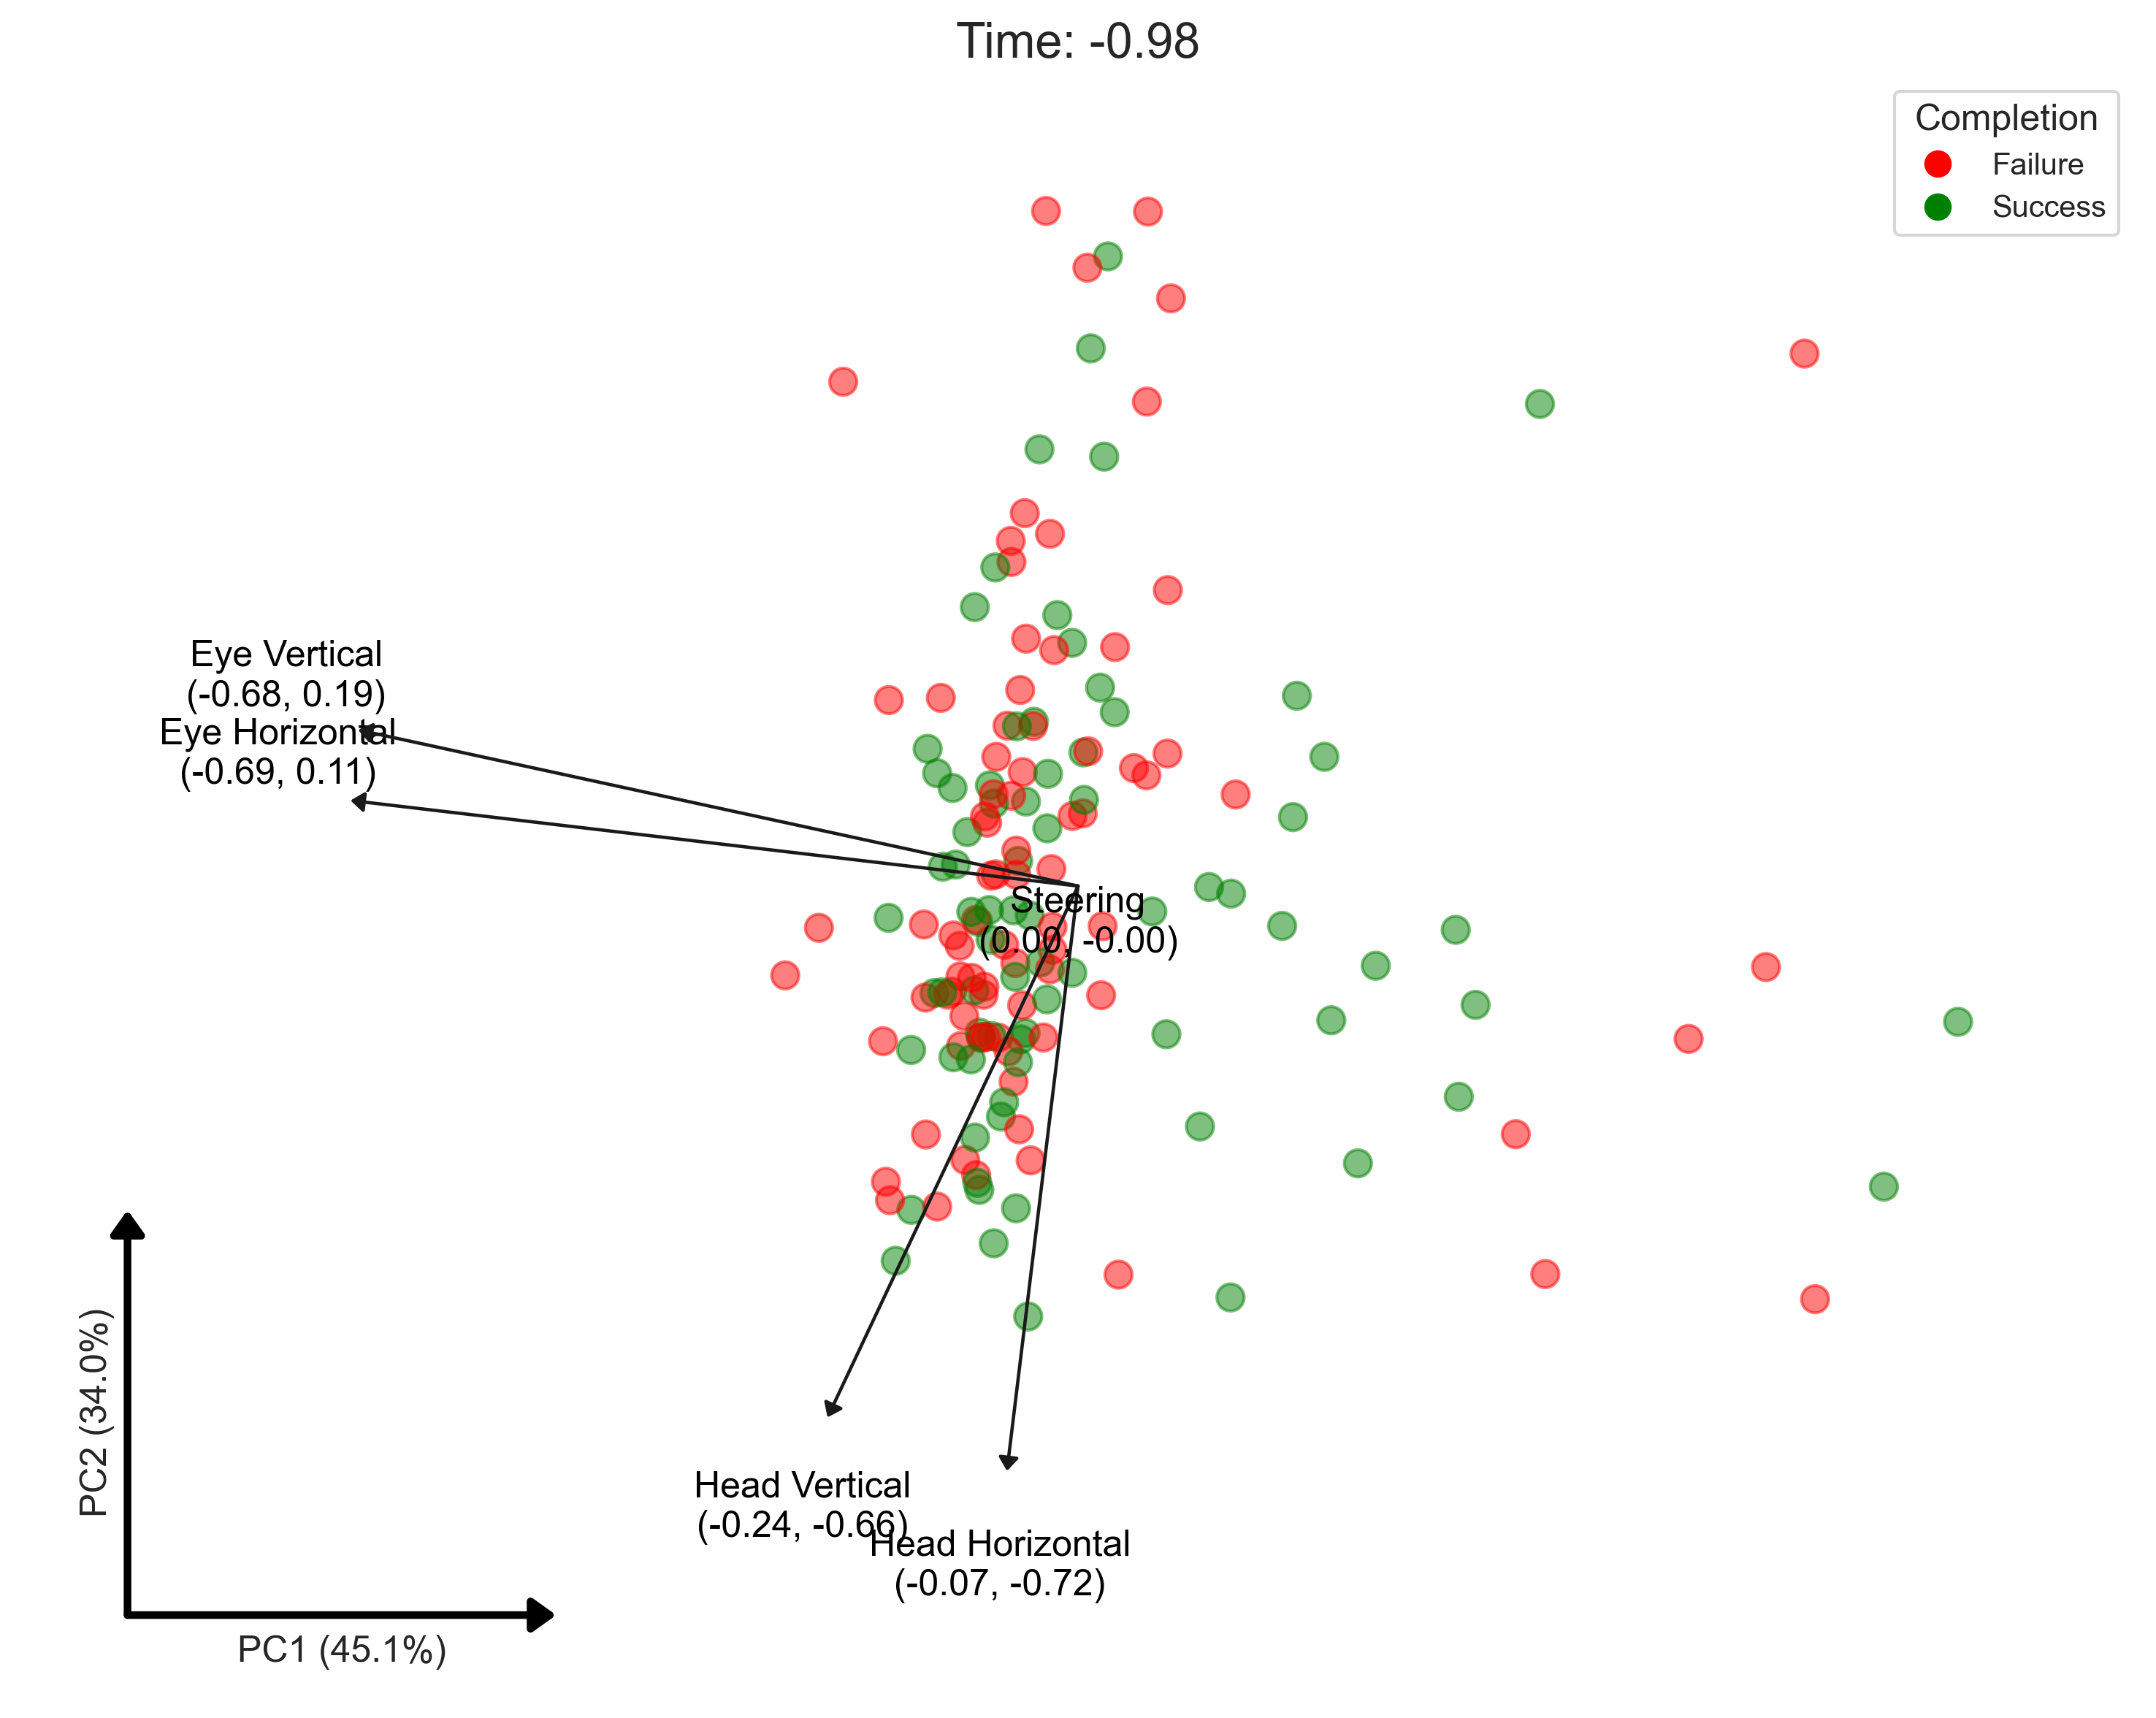 Time: -0.98
Completion
Failure
Success
Eye Vertical
(-0.68, 0.19)
Eye Horizontal
(-0.69, 0.11)
Steering
(0.00, -0.00)
Head Vertical
(-0.24, -0.66)
Head Horizontal
(-0.07, -0.72)
PC2 (34.0%)
PC1 (45.1%)